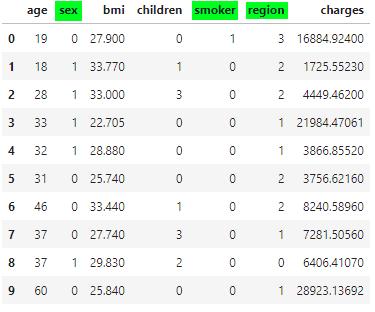 age sex bmi children smoker region charges
0 19 0 27.900 0 1 3 16884.92400
1 18 1 33.770 1 0 2 1725.55230
2 28 1 33.000 3 0 2 4449.46200
3 33 1 22.705 0 0 1 21984.47061
4 32 1 28.880 0 0 1 3866.85520
5 31 0 25.740 0 0 2 3756.62160
6 46 0 33.440 1 0 2 8240.58960
7 37 0 27.740 3 0 1 7281.50560
8 37 1 29.830 2 0 0 6406.41070
9 60 0 25.840 0 0 1 28923.13692